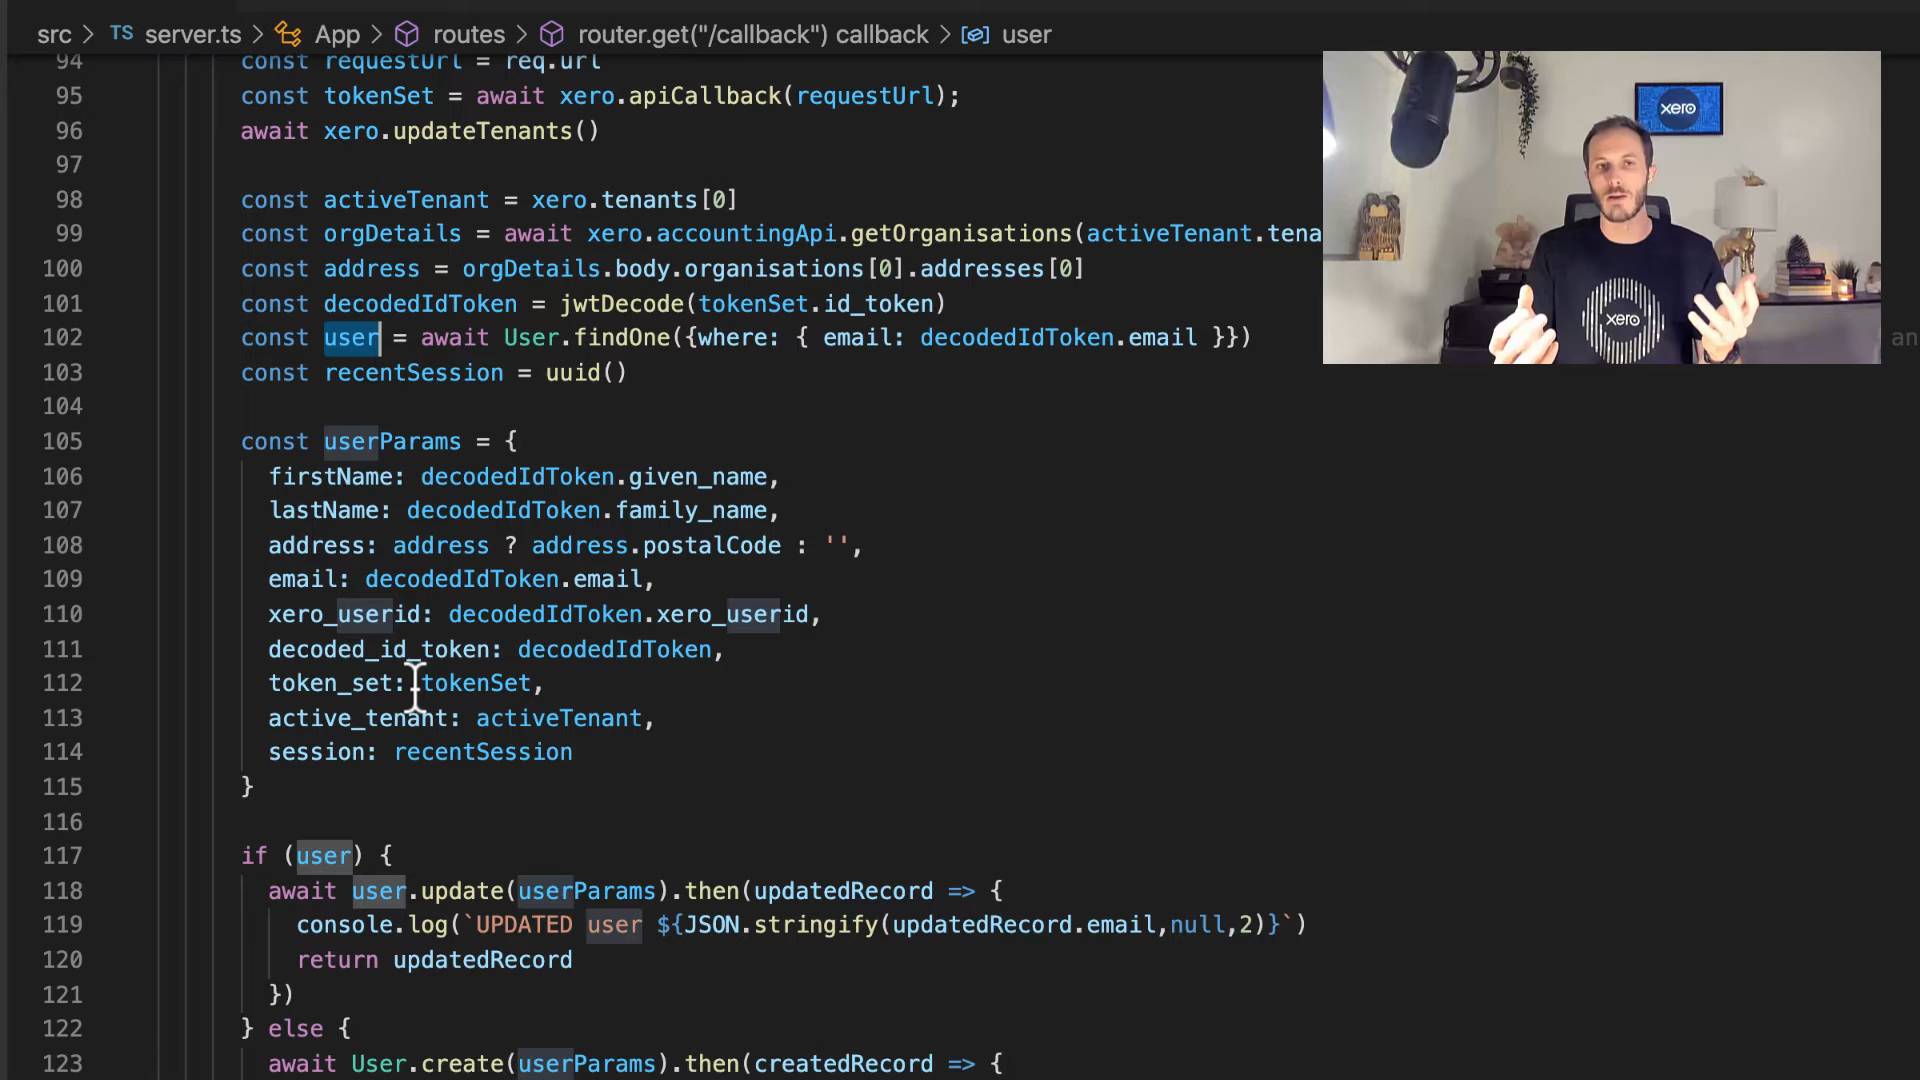 src > TS server.ts > App > routes > router.get("/callback") callback > user
94 const requestUrl = req.url
95 const tokenSet = await xero.apiCallback(requestUrl);
96 await xero.updateTenants()
97
98 const activeTenant = xero.tenants[0]
99 const orgDetails = await xero.accountingApi.getOrganisations(activeTenant.tena
100 const address = orgDetails.body.organisations[0].addresses[0]
101 const decodedIdToken = jwtDecode(tokenSet.id_token)
102 const user = await User.findOne({where: { email: decodedIdToken.email }}) an
103 const recentSession = uuid()
104
105 const userParams = {
106 firstName: decodedIdToken.given_name,
107 lastName: decodedIdToken.family_name,
108 address: address ? address.postalCode : '',
109 email: decodedIdToken.email,
110 xero_userid: decodedIdToken.xero_userid,
111 decoded_id_token: decodedIdToken,
112 token_set: tokenSet,
113 active_tenant: activeTenant,
114 session: recentSession
115 }
116
117 if (user) {
118 await user.update(userParams).then(updatedRecord => {
119 console.log(`UPDATED user ${JSON.stringify(updatedRecord.email,null,2)}`)
120 return updatedRecord
121 })
122 } else {
123 await User.create(userParams).then(createdRecord => {
xero
xero